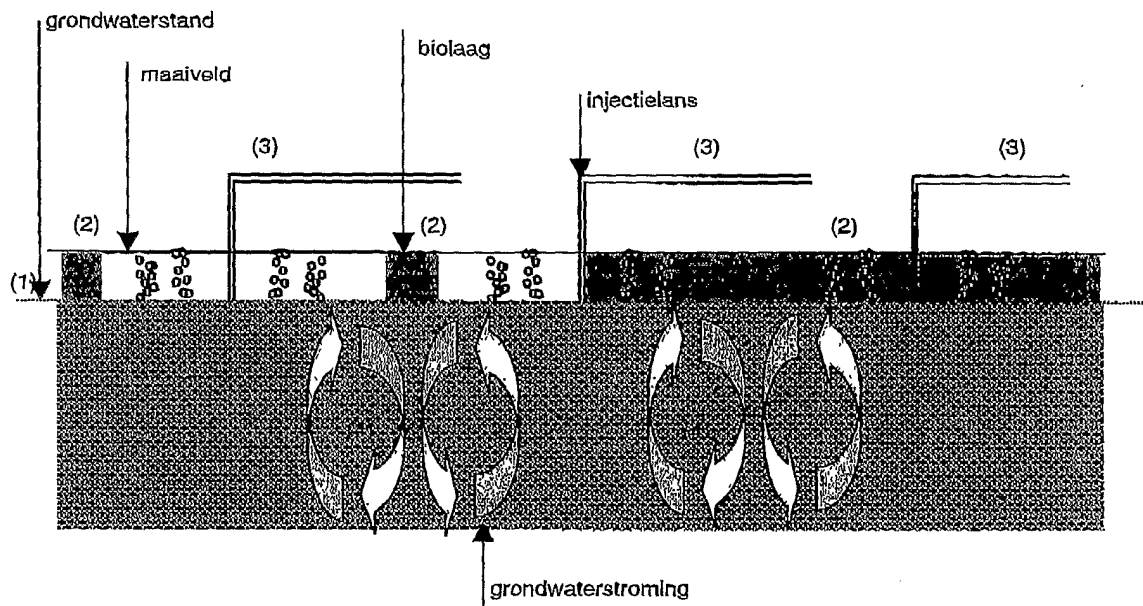 grondwaterstand
biolaag
maaiveld
injectielans
(3)
(3)
(3)
(2)
(2)
(2)
(1)
grondwaterstroming